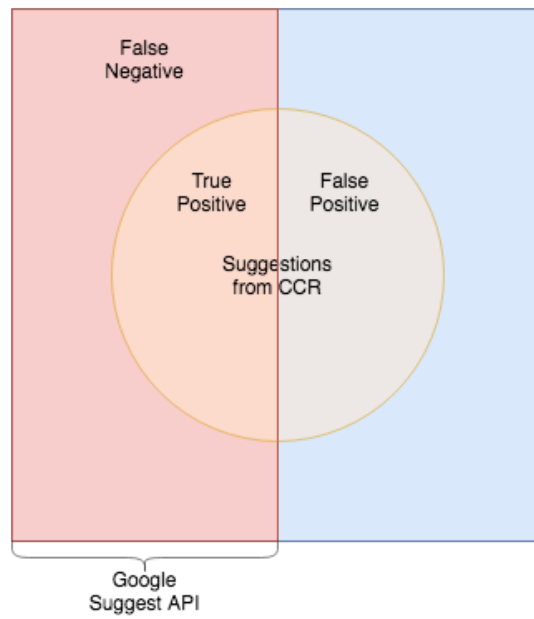 False
Negative
True
Positive
False
Positive
Suggestions
from CCR
Google
Suggest API